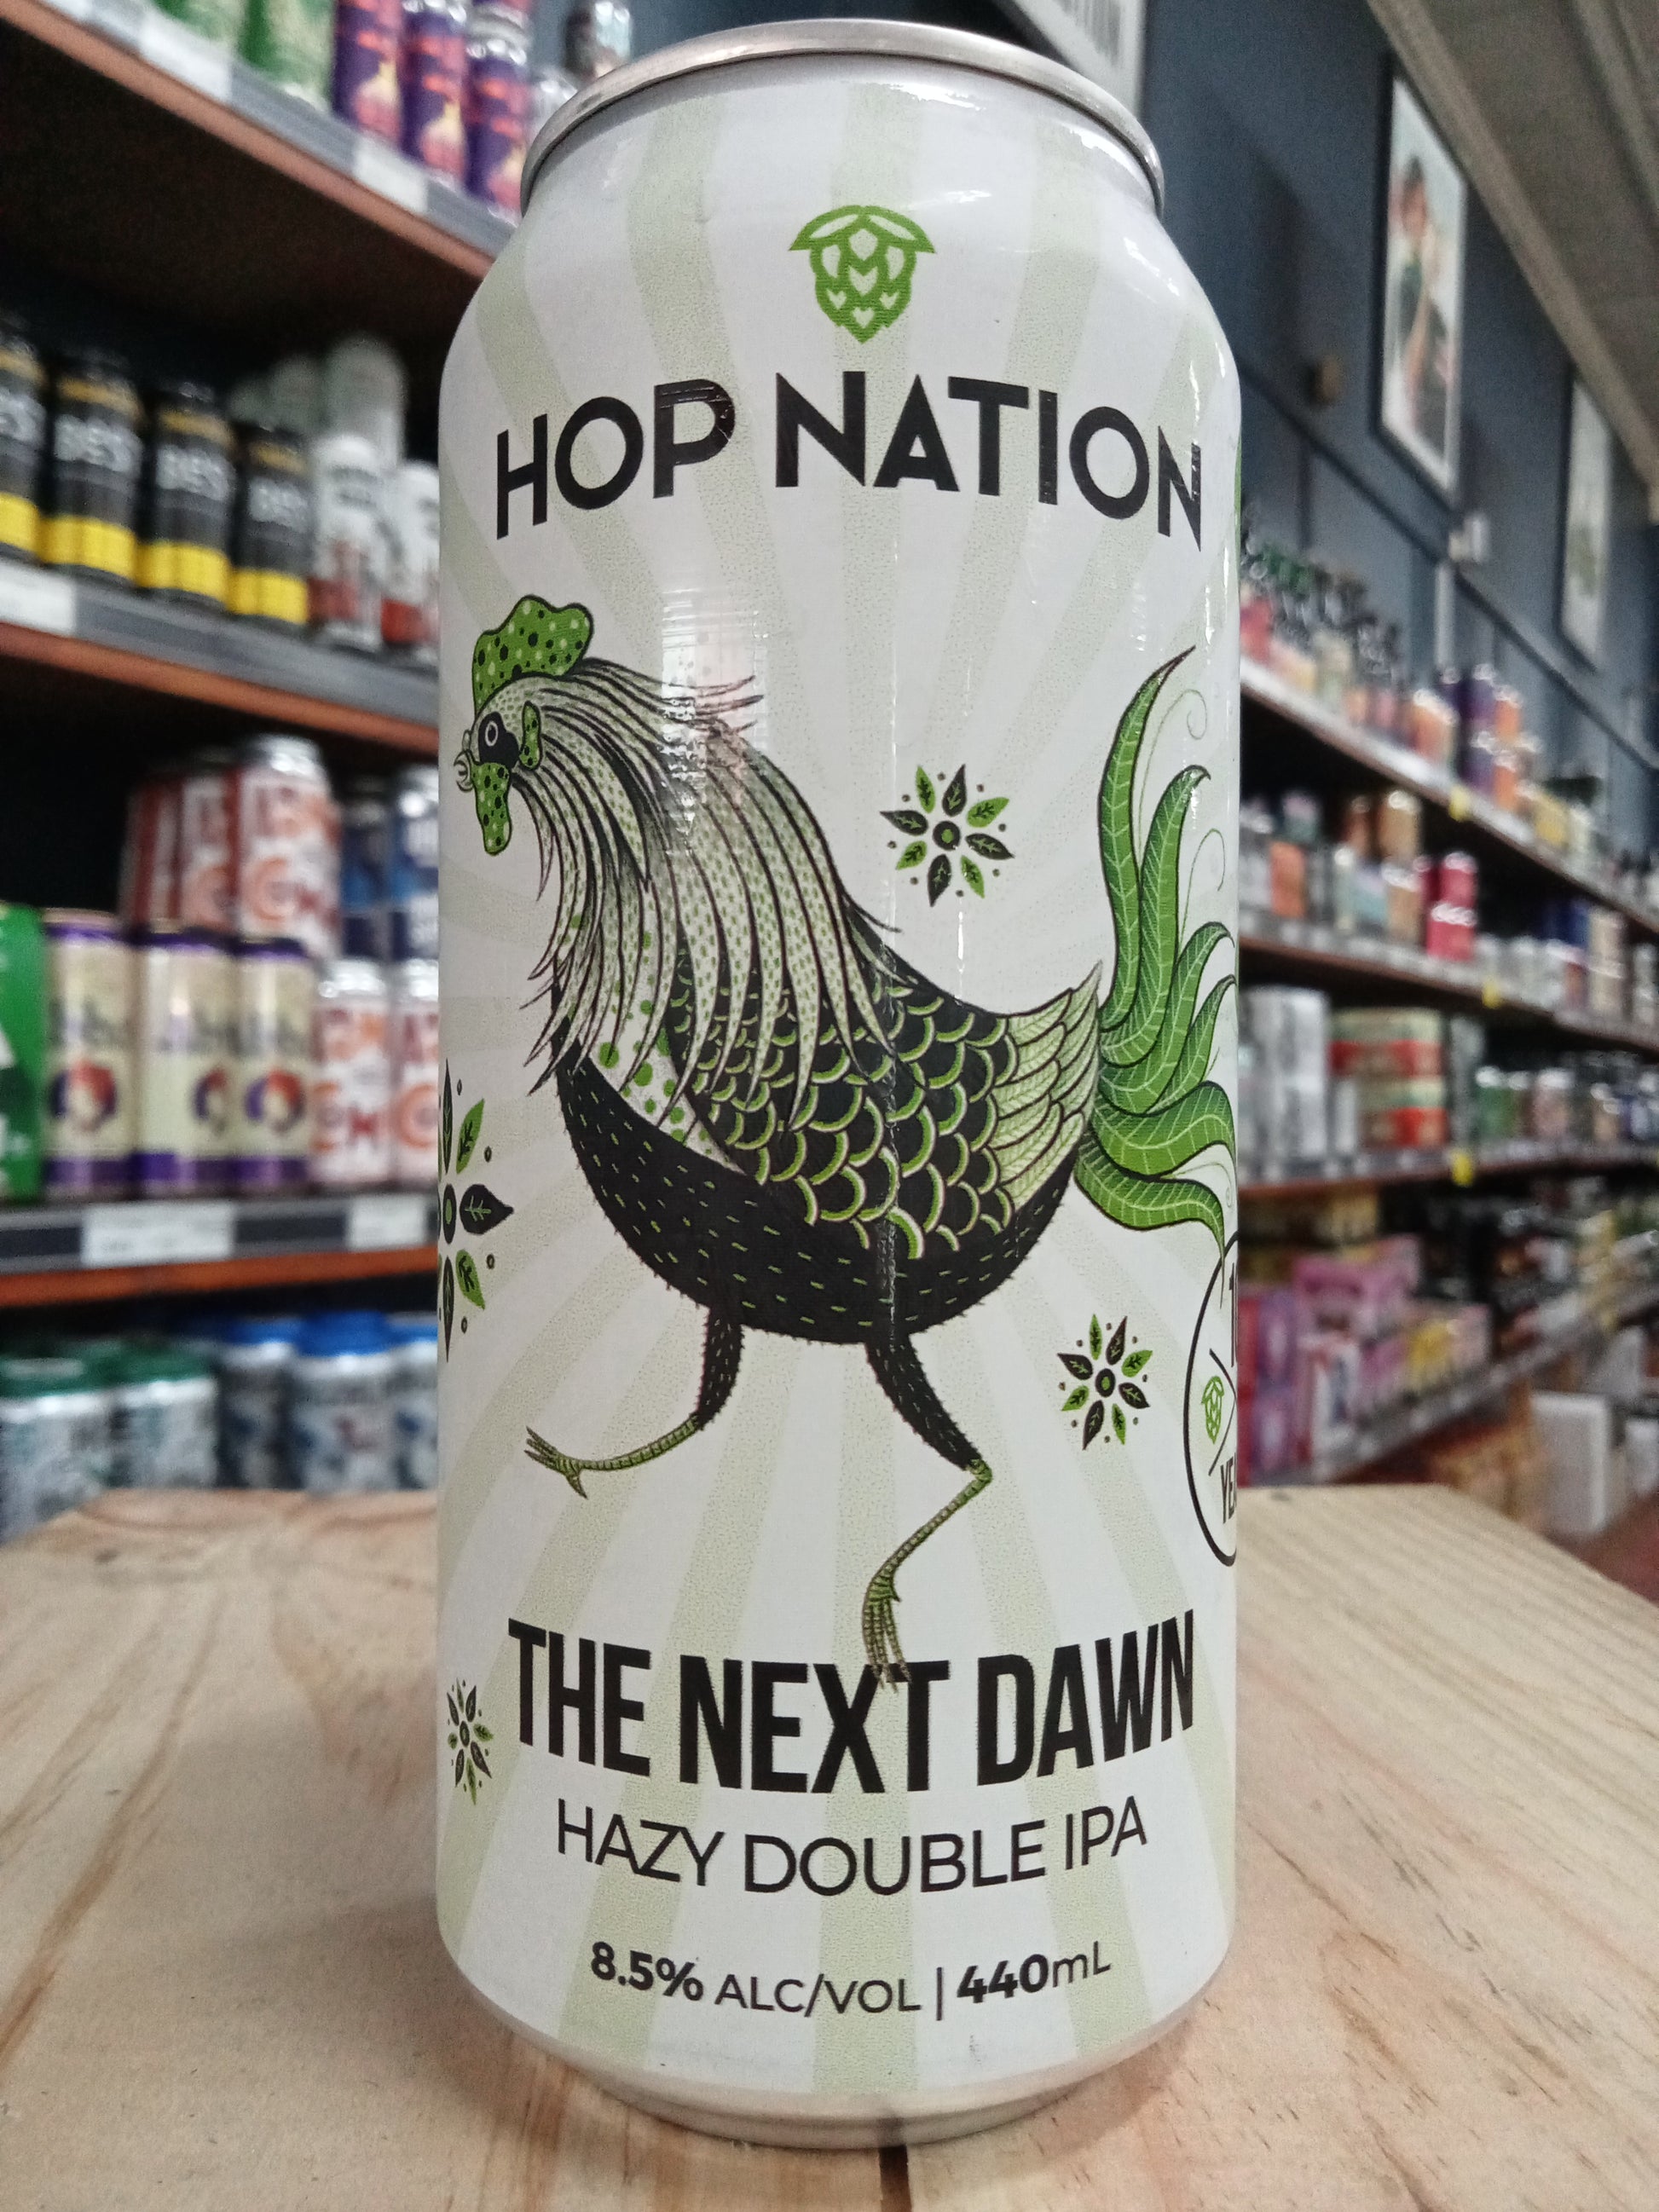 HOP NATION
THE NEXT DAWN
HAZY DOUBLE IPA
8.5% ALC/VOL | 440mL